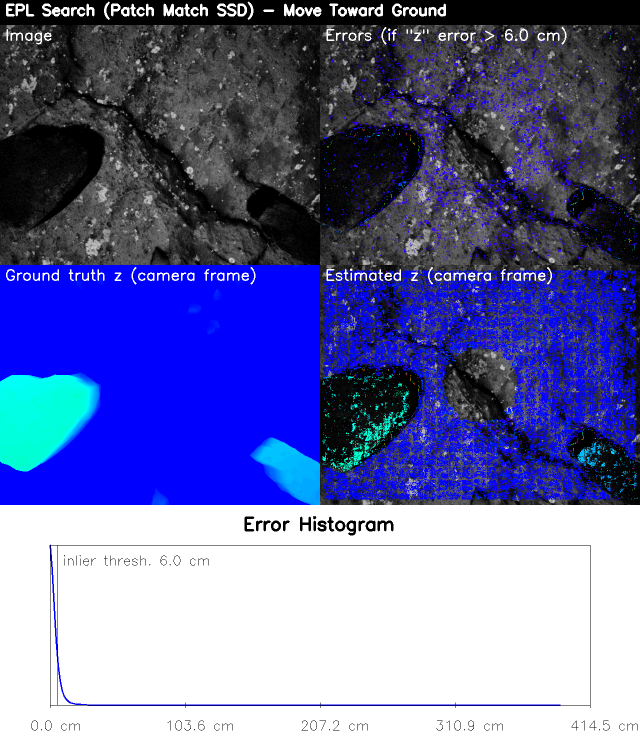 EPL Search (Patch Match SSD) – Move Toward Ground
Image
Errors (if "z" error > 6.0 cm)
Ground truth z (camera frame)
Estimated z (camera frame)
Error Histogram
inlier thresh. 6.0 cm
0.0 cm 103.6 cm 207.2 cm 310.9 cm 414.5 cm